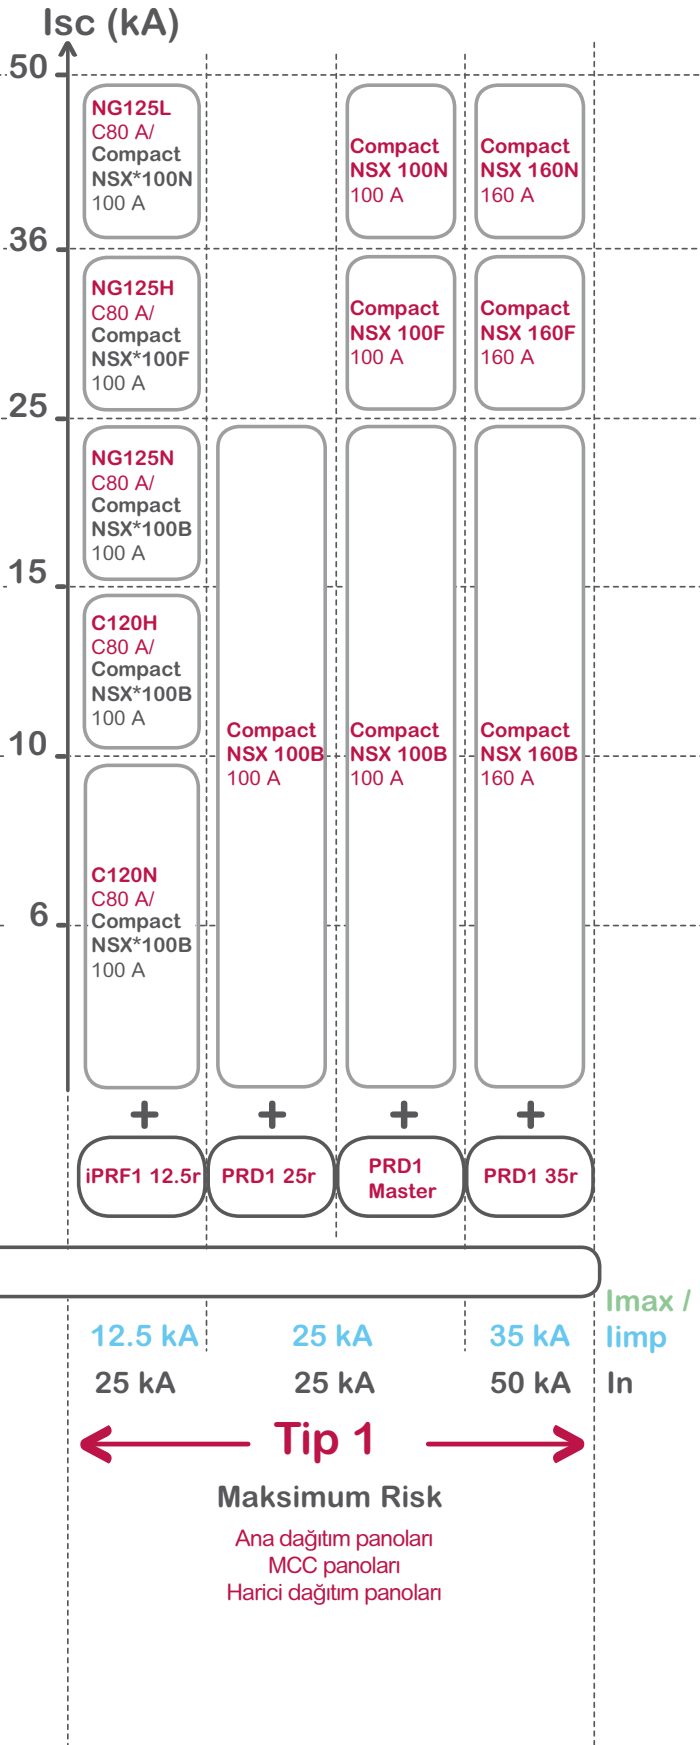 Isc (kA)
50
NG125L
C80 A/
Compact
NSX*100N
100 A
Compact
NSX 100N
100 A
Compact
NSX 160N
160 A
36
NG125H
C80 A/
Compact
NSX*100F
100 A
Compact
NSX 100F
100 A
Compact
NSX 160F
160 A
25
NG125N
C80 A/
Compact
NSX*100B
100 A
15
C120H
C80 A/
Compact
NSX*100B
100 A
10
Compact
NSX 100B
100 A
Compact
NSX 100B
100 A
Compact
NSX 160B
160 A
C120N
C80 A/
Compact
NSX*100B
100 A
6
+ + + +
iPRF1 12.5r
PRD1 25r
PRD1
Master
PRD1 35r
Imax /
Iimp
12.5 kA 25 kA 35 kA
25 kA 25 kA 50 kA In
Tip 1
Maksimum Risk
Ana dağıtım panoları
MCC panoları
Harici dağıtım panoları